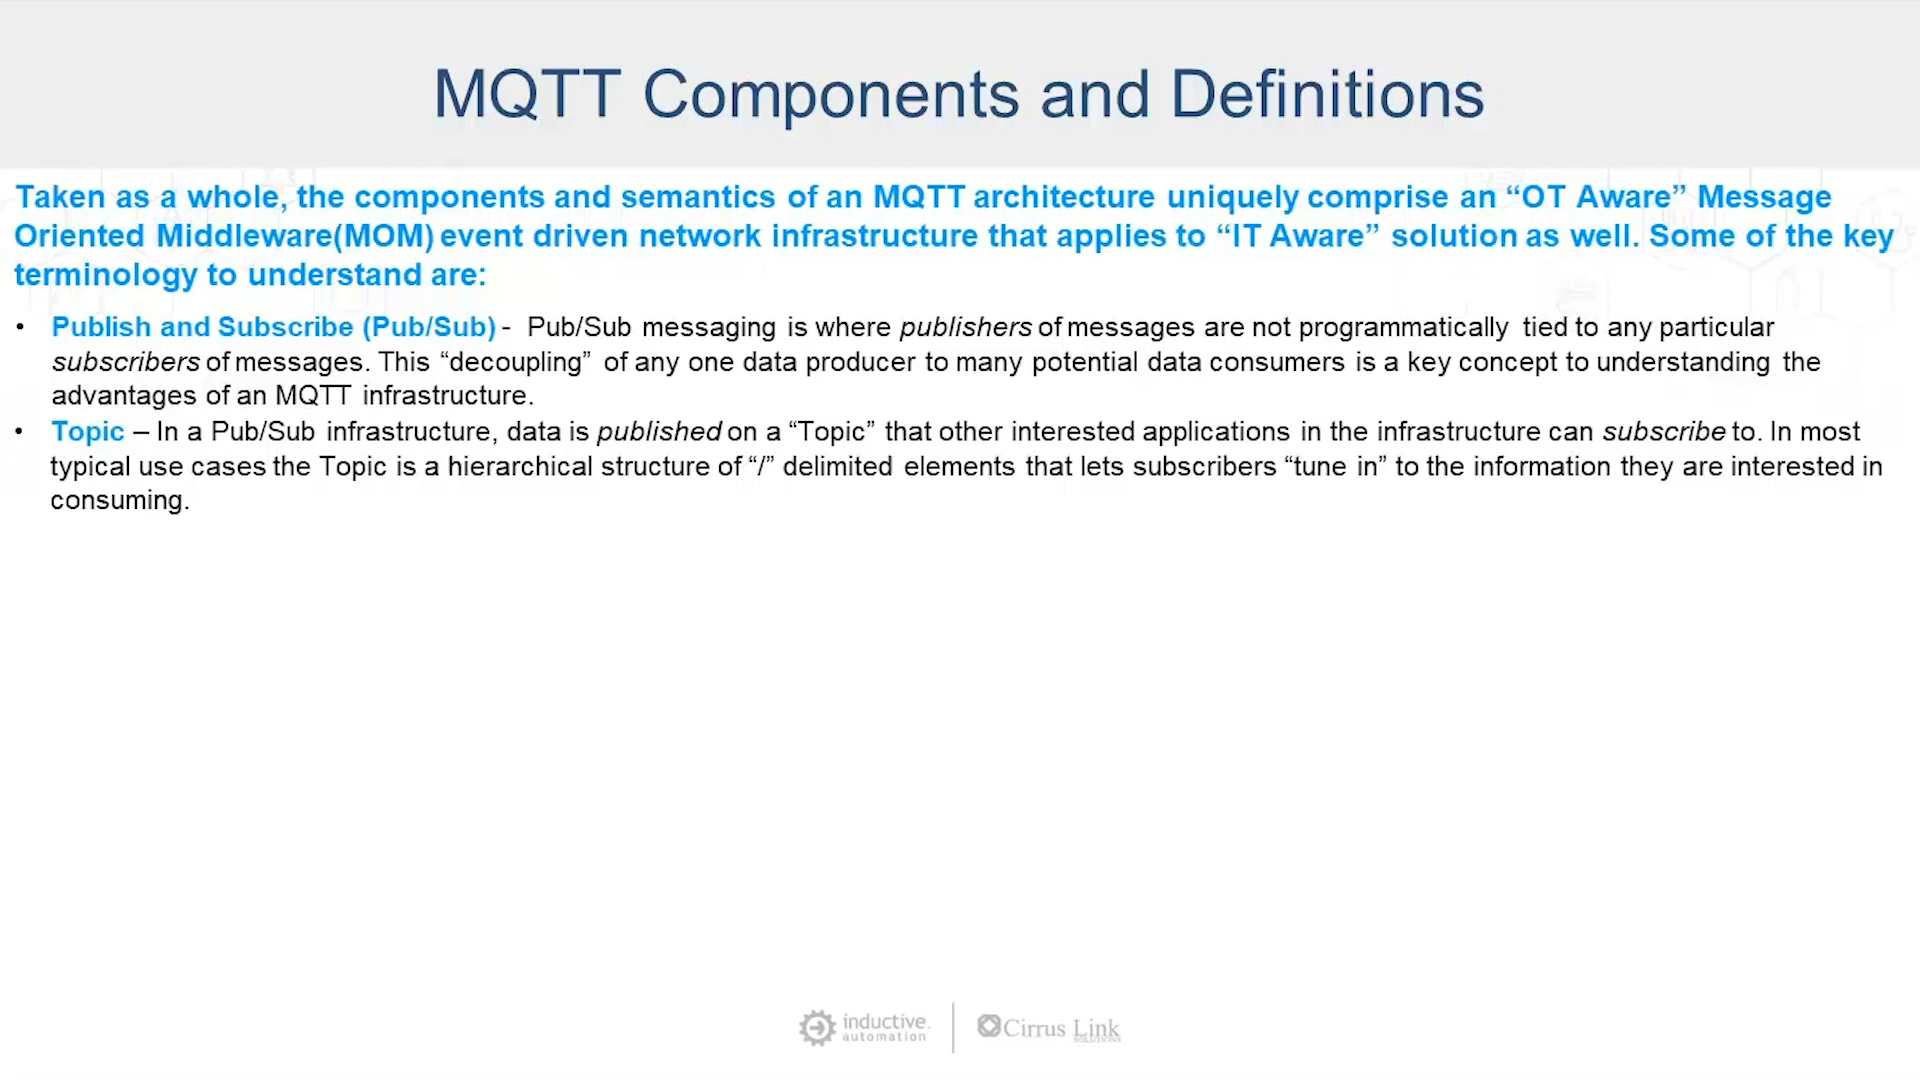 MQTT Components and Definitions
Taken as a whole, the components and semantics of an MQTT architecture uniquely comprise an “OT Aware” Message
Oriented Middleware(MOM) event driven network infrastructure that applies to “IT Aware” solution as well. Some of the key
terminology to understand are:
• Publish and Subscribe (Pub/Sub) - Pub/Sub messaging is where publishers of messages are not programmatically tied to any particular
subscribers of messages. This “decoupling” of any one data producer to many potential data consumers is a key concept to understanding the
advantages of an MQTT infrastructure.
• Topic – In a Pub/Sub infrastructure, data is published on a “Topic” that other interested applications in the infrastructure can subscribe to. In most
typical use cases the Topic is a hierarchical structure of “/” delimited elements that lets subscribers “tune in” to the information they are interested in
consuming.
inductive.
automation
Cirrus Link
SOLUTIONS